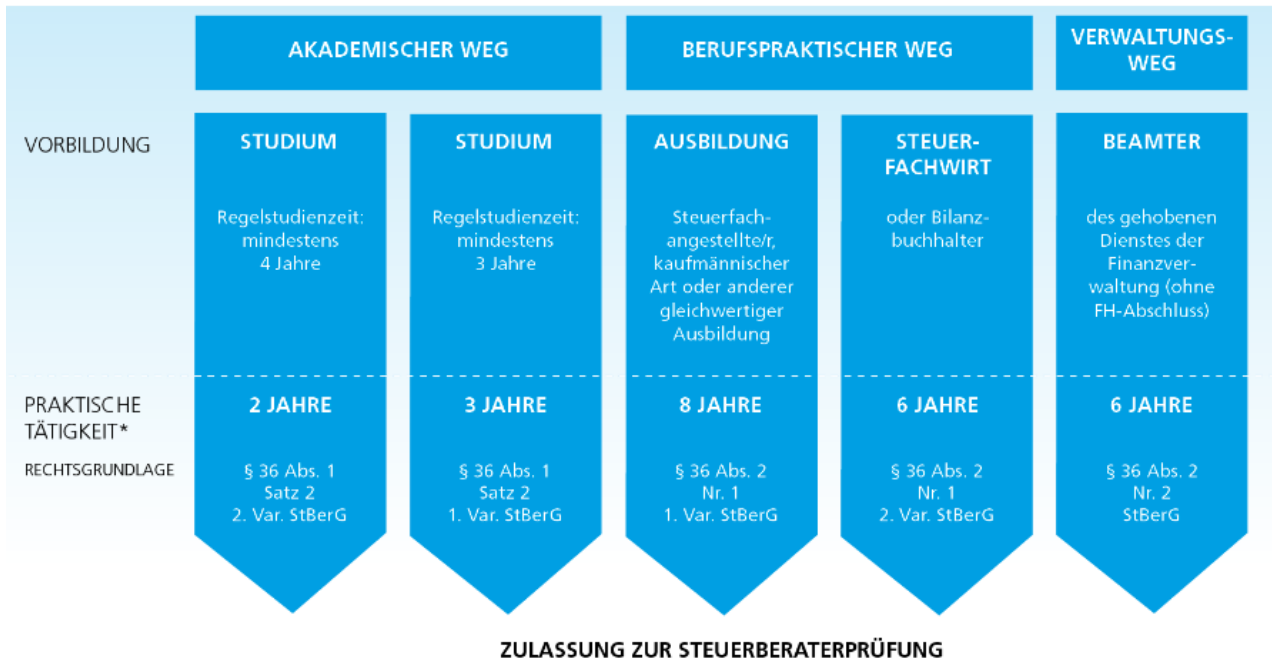 AKADEMISCHER WEG
BERUFSPRAKTISCHER WEG
VERWALTUNGS-
WEG
VORBILDUNG
STUDIUM
Regelstudienzeit:
mindestens
4 Jahre
STUDIUM
Regelstudienzeit:
mindestens
3 Jahre
AUSBILDUNG
Steuerfach-
angestellte/r,
kaufmännischer
Art oder anderer
gleichwertiger
Ausbildung
STEUER-
FACHWIRT
oder Bilanz-
buchhalter
BEAMTER
des gehobenen
Dienstes der
Finanzver-
waltung (ohne
FH-Abschluss)
PRAKTISCHE
TÄTIGKEIT*
2 JAHRE
3 JAHRE
8 JAHRE
6 JAHRE
6 JAHRE
RECHTSGRUNDLAGE
§ 36 Abs. 1
Satz 2
2. Var. StBerG
§ 36 Abs. 1
Satz 2
1. Var. StBerG
§ 36 Abs. 2
Nr. 1
1. Var. StBerG
§ 36 Abs. 2
Nr. 1
2. Var. StBerG
§ 36 Abs. 2
Nr. 2
StBerG
ZULASSUNG ZUR STEUERBERATERPRÜFUNG